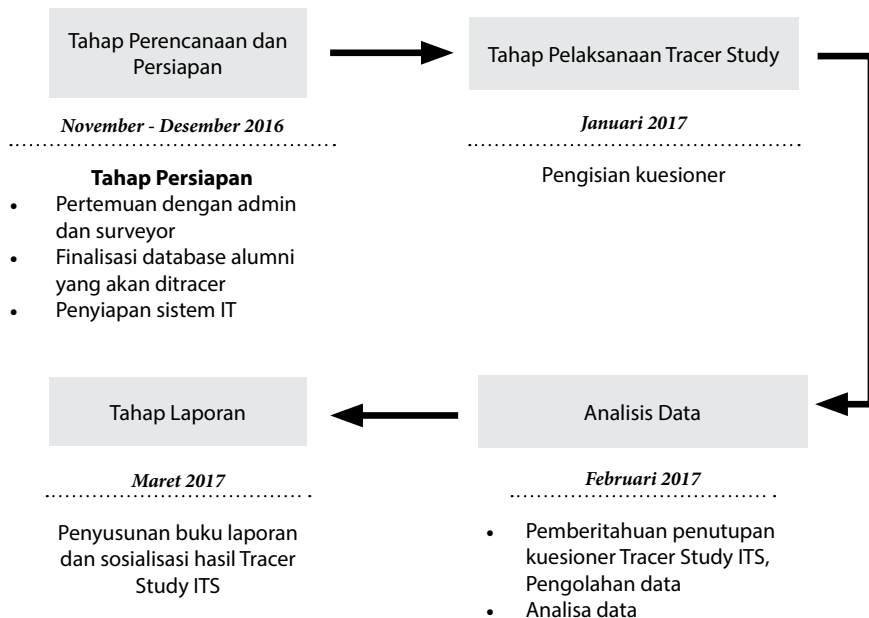 Tahap Perencanaan dan
Persiapan
November - Desember 2016
Tahap Persiapan
• Pertemuan dengan admin
dan surveyor
• Finalisasi database alumni
yang akan ditracer
• Penyiapan sistem IT
Tahap Pelaksanaan Tracer Study
Januari 2017
Pengisian kuesioner
Analisis Data
Februari 2017
• Pemberitahuan penutupan
kuesioner Tracer Study ITS,
Pengolahan data
• Analisa data
Tahap Laporan
Maret 2017
Penyusunan buku laporan
dan sosialisasi hasil Tracer
Study ITS